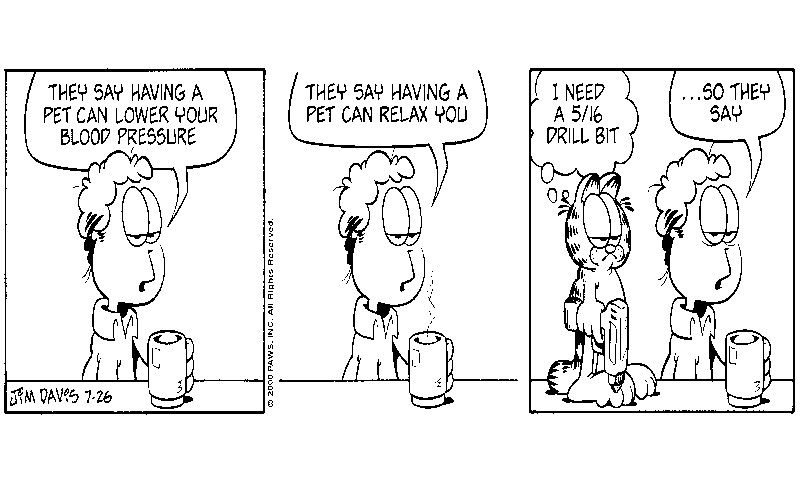 THEY SAY HAVING A
PET CAN LOWER YOUR
BLOOD PRESSURE
JIM DAVIS 7-26
© 2000 PAWS, INC. All Rights Reserved.
THEY SAY HAVING A
PET CAN RELAX YOU
I NEED
A 5/16
DRILL BIT
...SO THEY
SAY